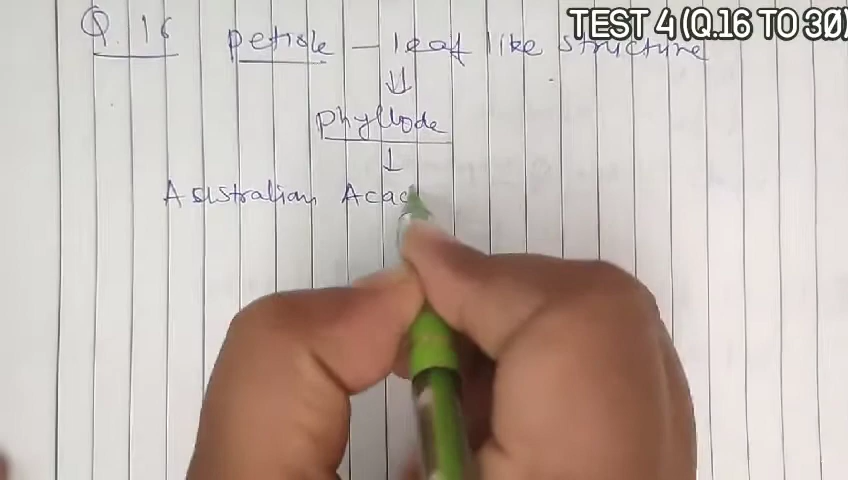 TEST 4 (Q.16 TO 30)
Q. 16 petiole – leaf like structure
⇓
phyllode
↓
Australian Acac